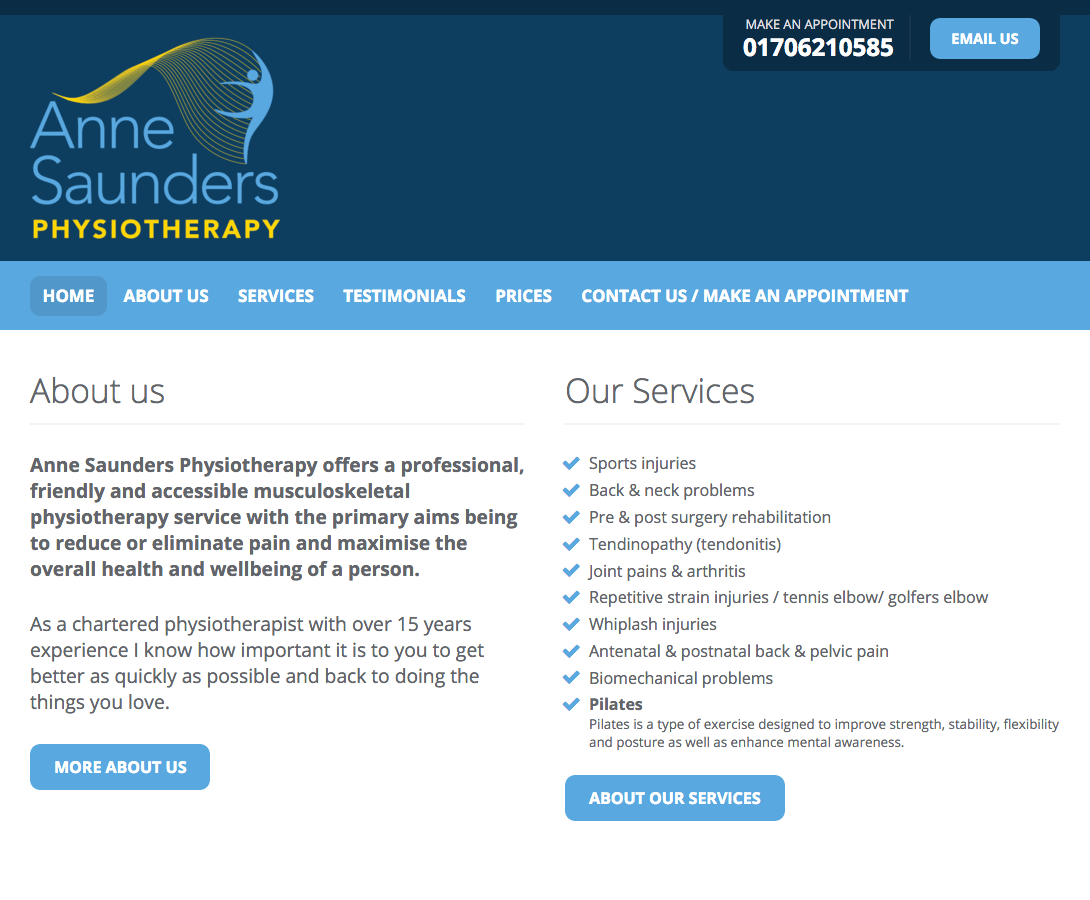 MAKE AN APPOINTMENT
01706210585
EMAIL US
Anne
Saunders
PHYSIOTHERAPY
HOME
ABOUT US
SERVICES
TESTIMONIALS
PRICES
CONTACT US / MAKE AN APPOINTMENT
About us
Anne Saunders Physiotherapy offers a professional,
friendly and accessible musculoskeletal
physiotherapy service with the primary aims being
to reduce or eliminate pain and maximise the
overall health and wellbeing of a person.
As a chartered physiotherapist with over 15 years
experience I know how important it is to you to get
better as quickly as possible and back to doing the
things you love.
MORE ABOUT US
Our Services
Sports injuries
Back & neck problems
Pre & post surgery rehabilitation
Tendinopathy (tendonitis)
Joint pains & arthritis
Repetitive strain injuries / tennis elbow/ golfers elbow
Whiplash injuries
Antenatal & postnatal back & pelvic pain
Biomechanical problems
Pilates
Pilates is a type of exercise designed to improve strength, stability, flexibility
and posture as well as enhance mental awareness.
ABOUT OUR SERVICES